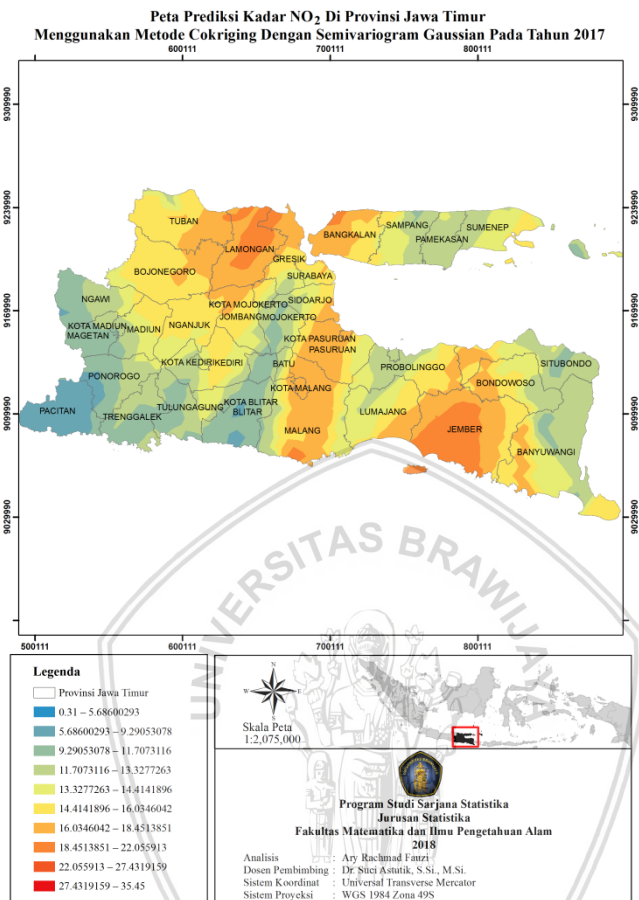 Peta Prediksi Kadar NO2 Di Provinsi Jawa Timur
Menggunakan Metode Cokriging Dengan Semivariogram Gaussian Pada Tahun 2017
600111 700111 800111
9309990 9309990
9239990 9239990
9169990 9169990
9099990 9099990
9029990 9029990
TUBAN
LAMONGAN
BOJONEGORO
GRESIK
SURABAYA
BANGKALAN
SAMPANG
PAMEKASAN
SUMENEP
NGAWI
KOTA MADIUN
MAGETAN
MADIUN
NGANJUK
KOTA MOJOKERTO
JOMBANG
MOJOKERTO
SIDOARJO
KOTA PASURUAN
PASURUAN
PONOROGO
KOTA KEDIRI
KEDIRI
BATU
PROBOLINGGO
SITUBONDO
BONDOWOSO
PACITAN
TRENGGALEK
TULUNGAGUNG
KOTA BLITAR
BLITAR
KOTA MALANG
MALANG
LUMAJANG
JEMBER
BANYUWANGI
UNIVERSITAS BRAWIJAYA
500111 600111 700111 800111
Legenda
Provinsi Jawa Timur
0.31 – 5.68600293
5.68600293 – 9.29053078
9.29053078 – 11.7073116
11.7073116 – 13.3277263
13.3277263 – 14.4141896
14.4141896 – 16.0346042
16.0346042 – 18.4513851
18.4513851 – 22.055913
22.055913 – 27.4319159
27.4319159 – 35.45
N
W E
S
Skala Peta
1:2,075,000
Program Studi Sarjana Statistika
Jurusan Statistika
Fakultas Matematika dan Ilmu Pengetahuan Alam
2018
Analisis : Ary Rachmad Fauzi
Dosen Pembimbing : Dr. Suci Astutik, S.Si., M.Si.
Sistem Koordinat : Universal Transverse Mercator
Sistem Proyeksi : WGS 1984 Zona 49S